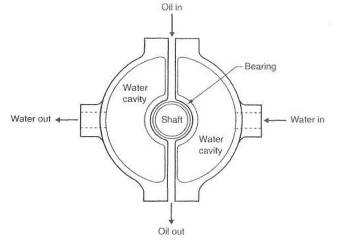 Oil in
Bearing
Water
cavity
Shaft
Water out
Water in
Water
cavity
Oil out